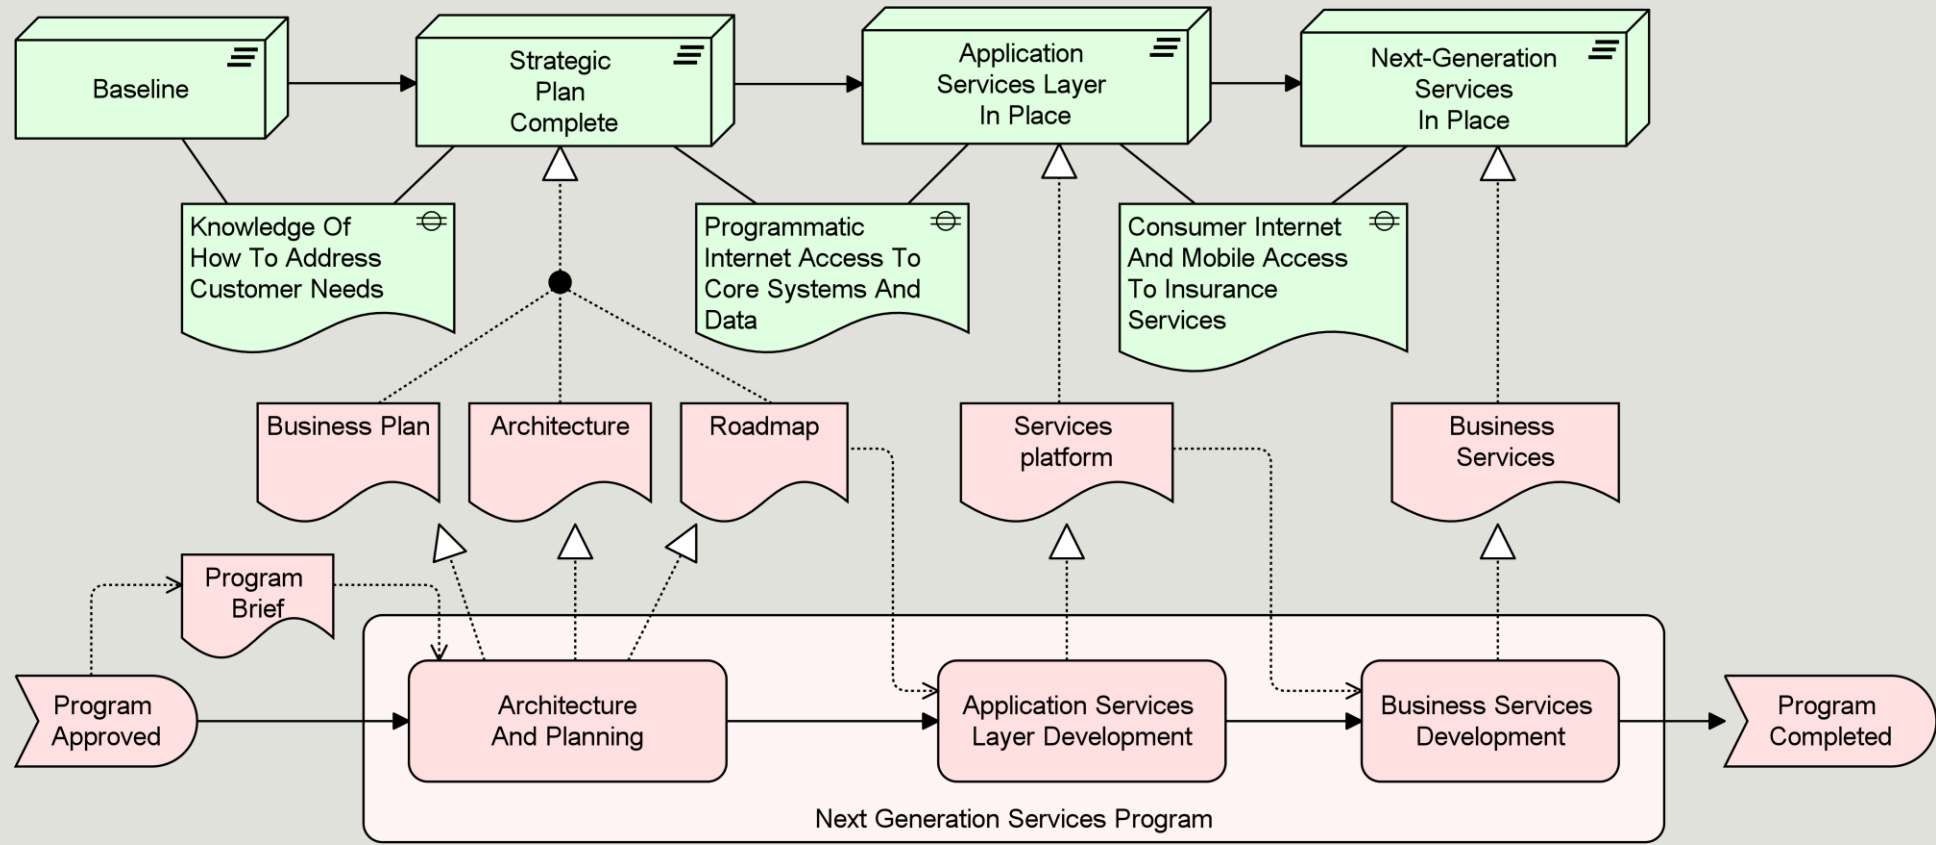 Baseline
Strategic
Plan
Complete
Application
Services Layer
In Place
Next-Generation
Services
In Place
Knowledge Of
How To Address
Customer Needs
Programmatic
Internet Access To
Core Systems And
Data
Consumer Internet
And Mobile Access
To Insurance
Services
Business Plan
Architecture
Roadmap
Services
platform
Business
Services
Program
Brief
Program
Approved
Architecture
And Planning
Application Services
Layer Development
Business Services
Development
Program
Completed
Next Generation Services Program